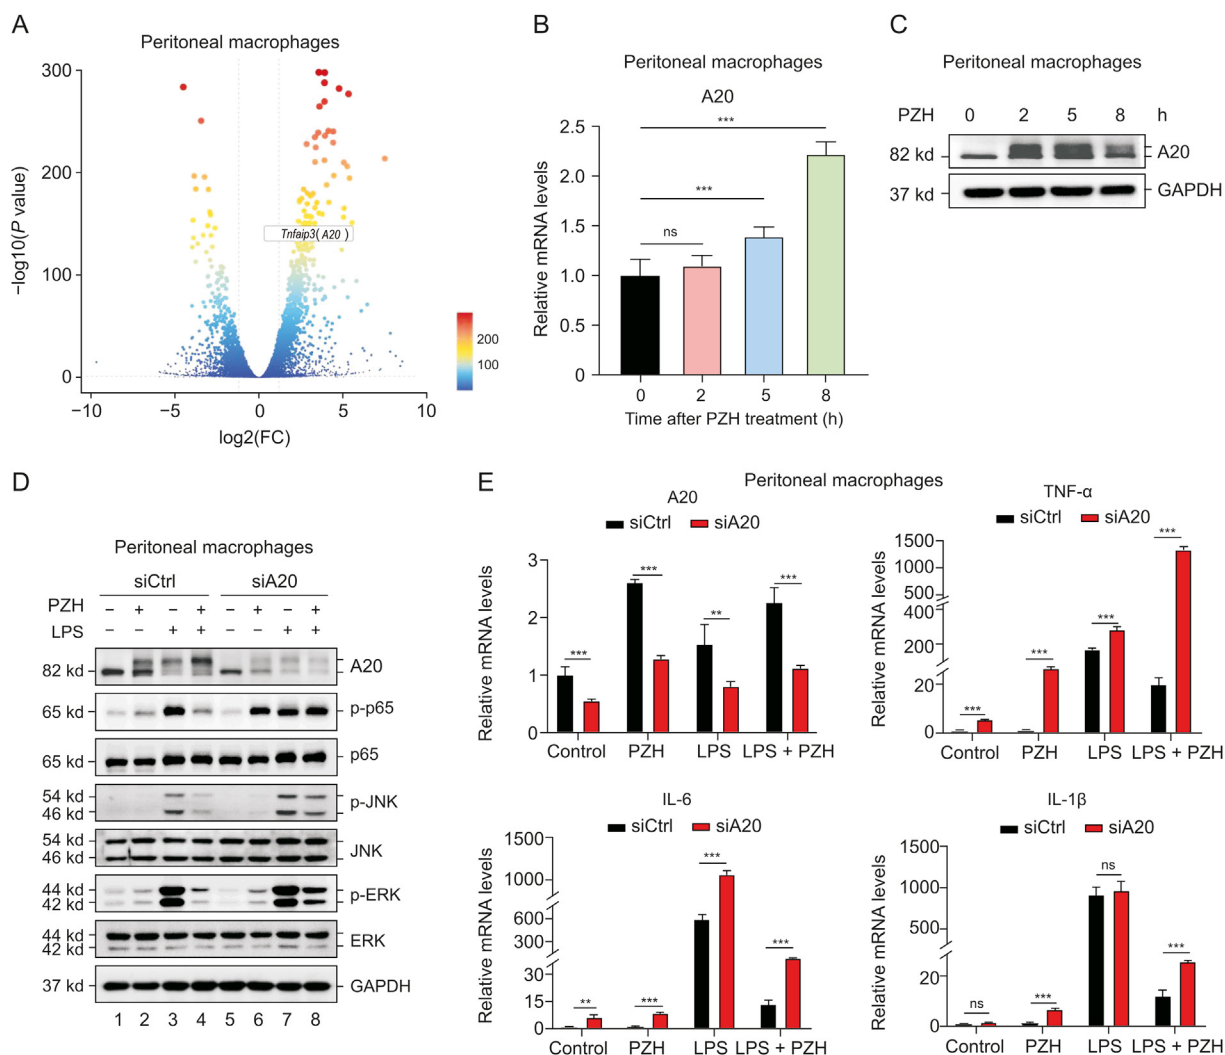 A
Peritoneal macrophages
−log10(P value)
300
200
100
0
Tnfaip3(A20)
200
100
−10 −5 0 5 10
log2(FC)
B
Peritoneal macrophages
A20
Relative mRNA levels
2.5
2.0
1.5
1.0
0.5
0
***
***
ns
0 2 5 8
Time after PZH treatment (h)
C
Peritoneal macrophages
PZH 0 2 5 8 h
82 kd A20
37 kd GAPDH
D
Peritoneal macrophages
siCtrl siA20
PZH − + − + − + − +
LPS − − + + − − + +
82 kd A20
65 kd p-p65
65 kd p65
54 kd
46 kd p-JNK
54 kd
46 kd JNK
44 kd
42 kd p-ERK
44 kd
42 kd ERK
37 kd GAPDH
1 2 3 4 5 6 7 8
E
Peritoneal macrophages
A20
siCtrl siA20
Relative mRNA levels
3
2
1
0
*** *** ** ***
Control PZH LPS LPS + PZH
TNF-α
siCtrl siA20
Relative mRNA levels
1500
1000
500
400
200
20
0
*** *** *** ***
Control PZH LPS LPS + PZH
IL-6
siCtrl siA20
Relative mRNA levels
1500
1000
600
300
30
15
0
** *** *** ***
Control PZH LPS LPS + PZH
IL-1β
siCtrl siA20
Relative mRNA levels
1500
1000
500
20
0
ns *** ns ***
Control PZH LPS LPS + PZH